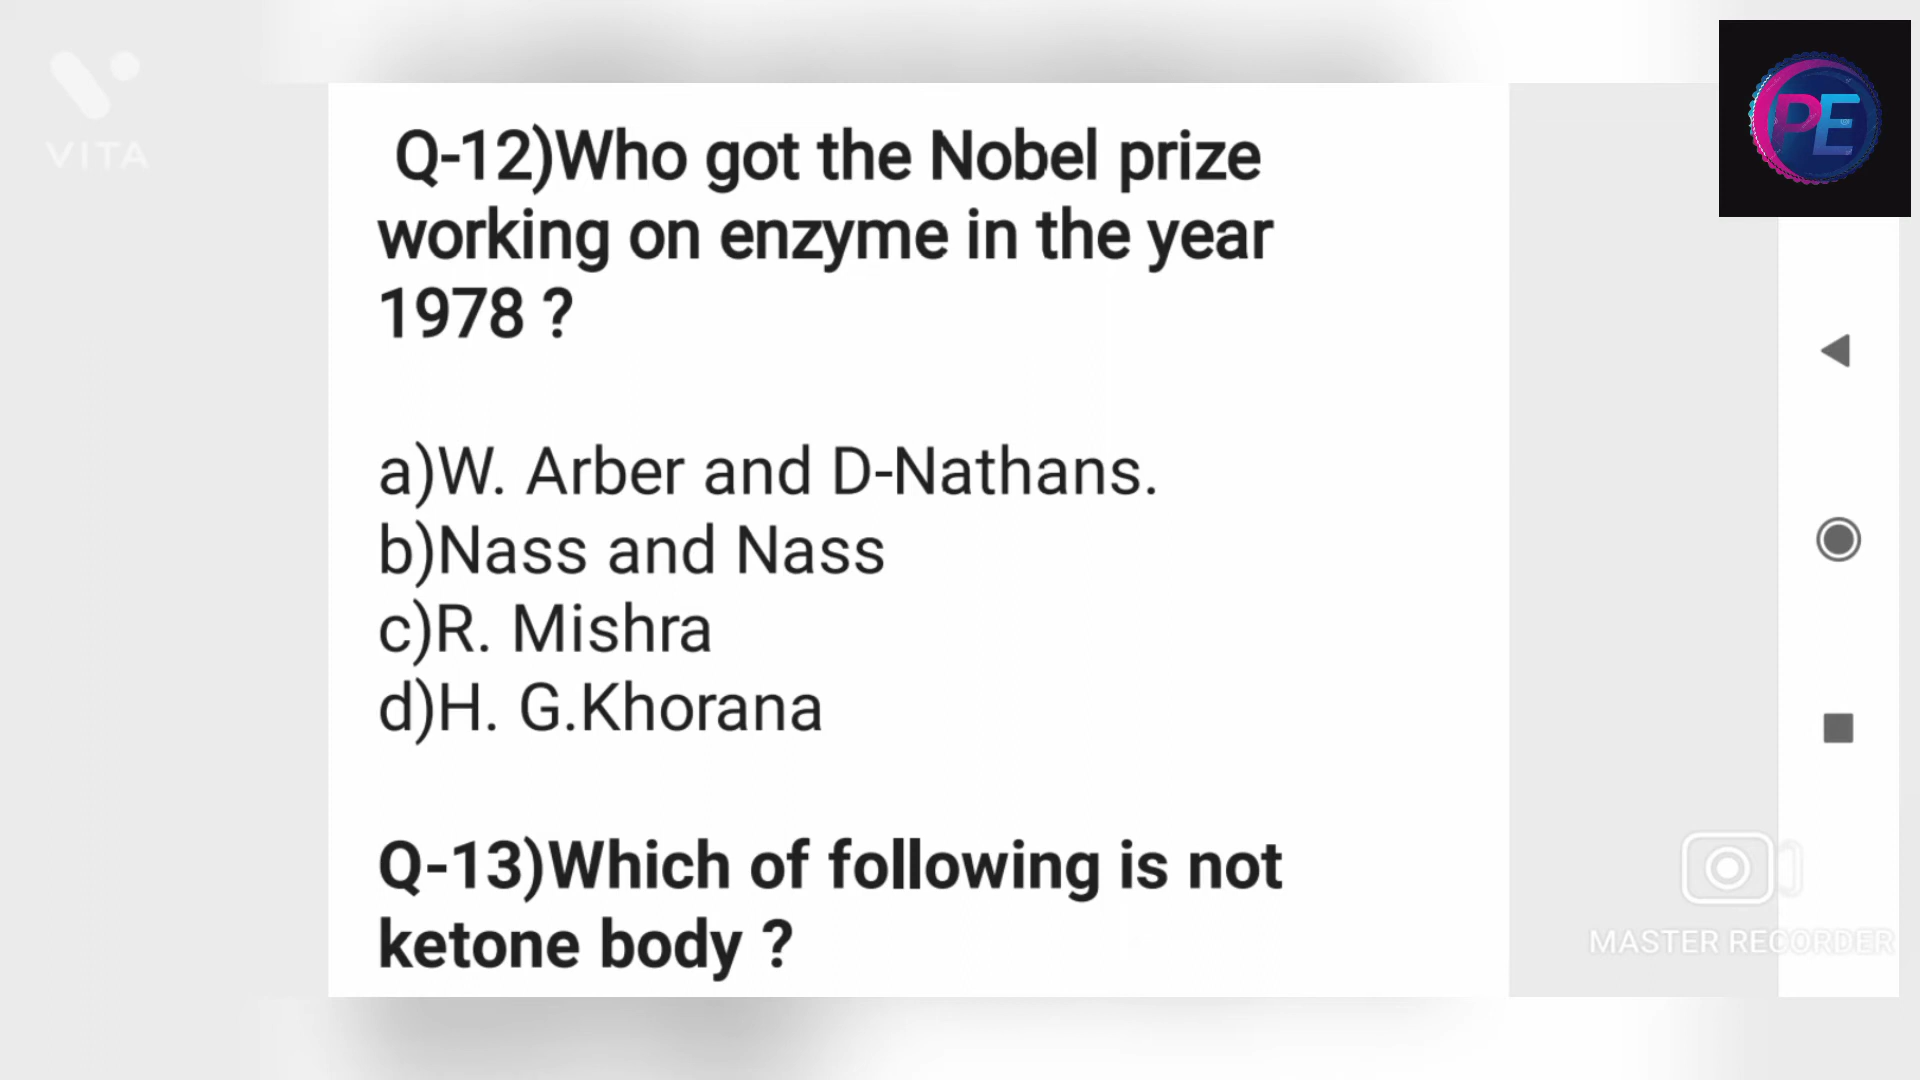 VITA
PE
Q-12)Who got the Nobel prize
working on enzyme in the year
1978 ?
a)W. Arber and D-Nathans.
b)Nass and Nass
c)R. Mishra
d)H. G.Khorana
Q-13)Which of following is not
ketone body ?
MASTER RECORDER